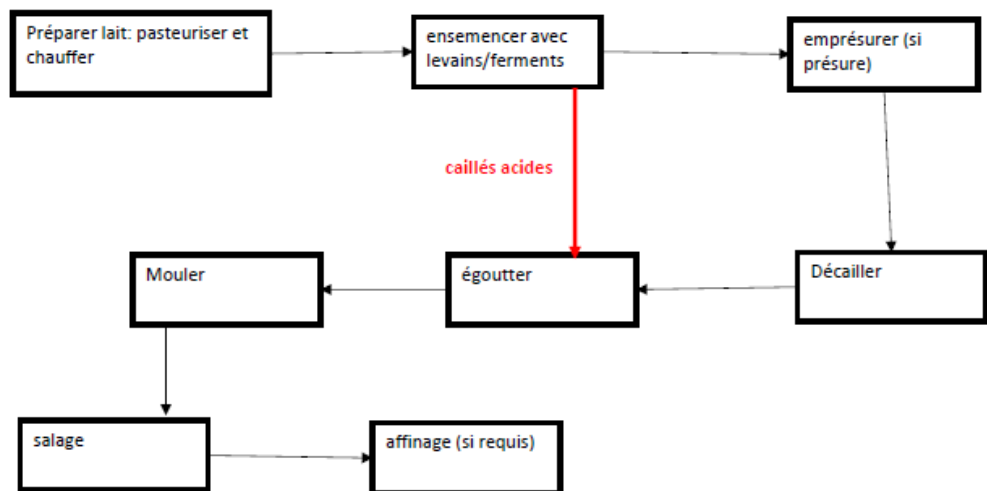 Préparer lait: pasteuriser et
chauffer
ensemencer avec
levains/ferments
emprésurer (si
présure)
caillés acides
Mouler
égoutter
Décailler
salage
affinage (si requis)